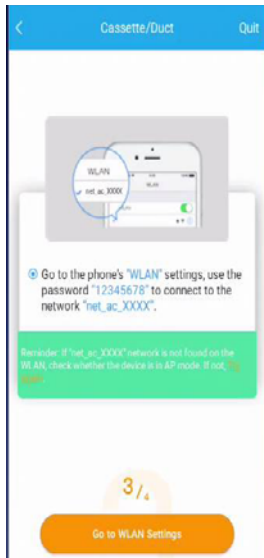 Cassette/Duct Quit
WLAN
net_ac_XXXX
WLAN
Go to the phone's "WLAN" settings, use the
password "12345678" to connect to the
network "net_ac_XXXX".
Reminder: If "net_ac_XXXX" network is not found on the
WLAN, check whether the device is in AP mode. If not,
3/4
Go to WLAN Settings